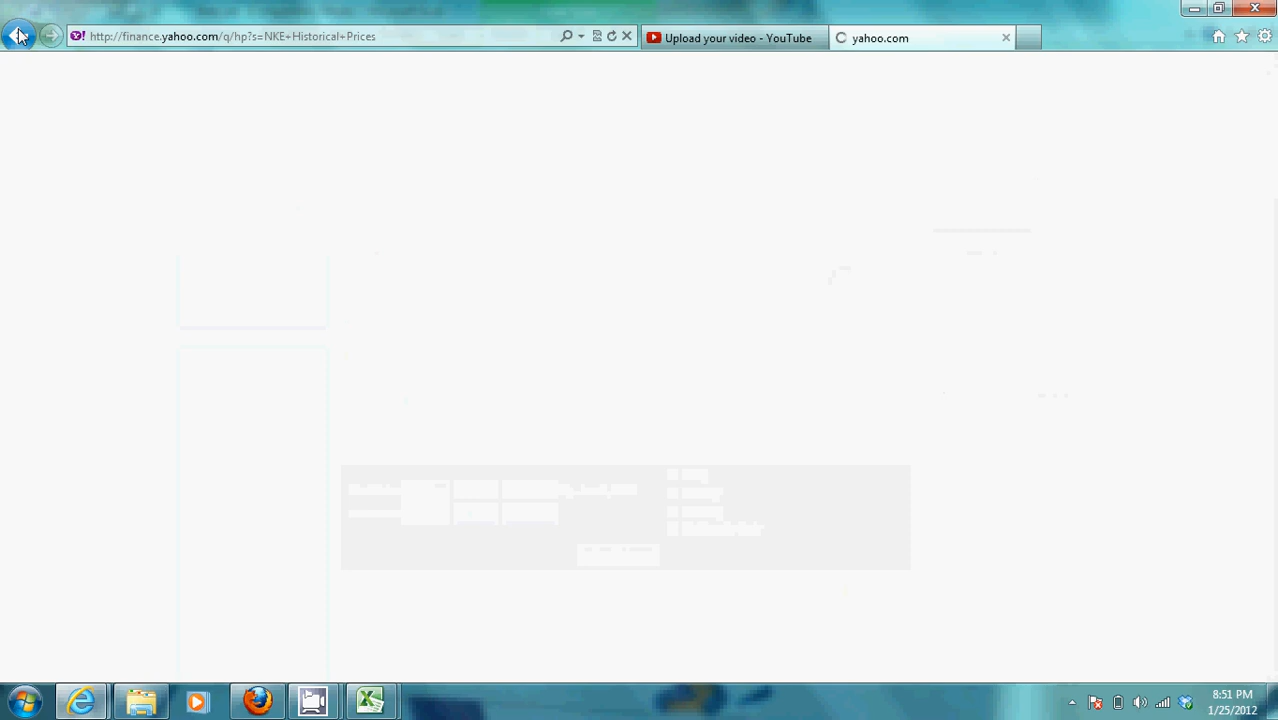 http://finance.yahoo.com/q/hp?s=NKE+Historical+Prices
Upload your video - YouTube
yahoo.com
8:51 PM
1/25/2012